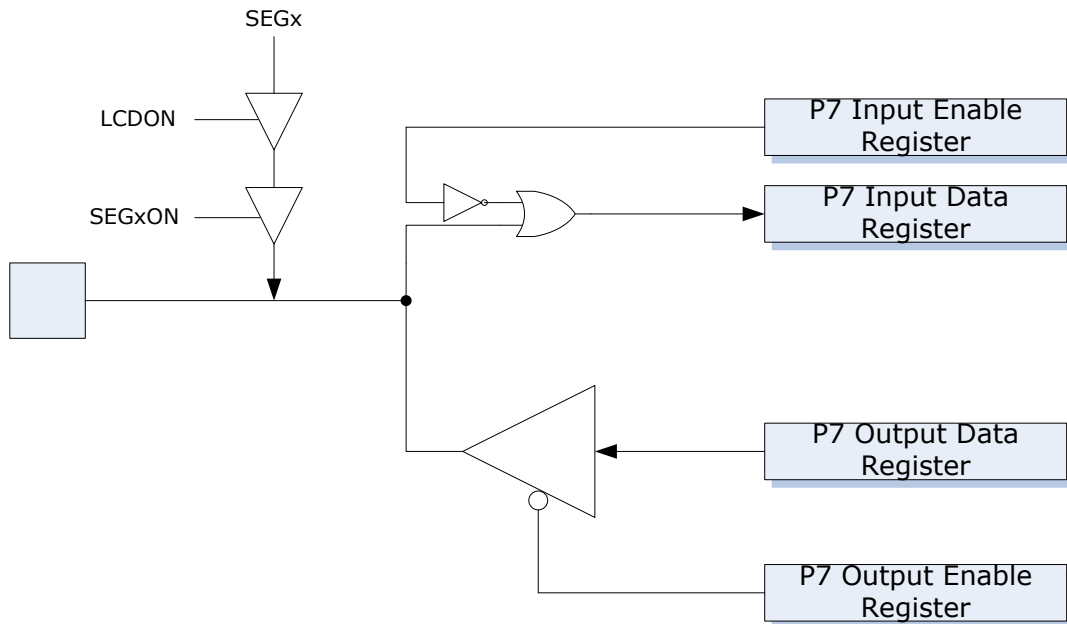 SEGx
LCDON
SEGxON
P7 Input Enable
Register
P7 Input Data
Register
P7 Output Data
Register
P7 Output Enable
Register